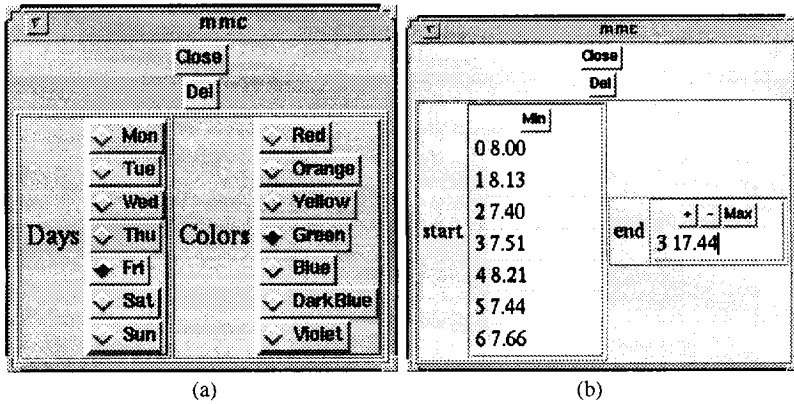 mmc
Close
Del
Days
Mon
Tue
Wed
Thu
Fri
Sat
Sun
Colors
Red
Orange
Yellow
Green
Blue
DarkBlue
Violet
(a)
mmc
Close
Del
start
Min
0 8.00
1 8.13
2 7.40
3 7.51
4 8.21
5 7.44
6 7.66
end
+ - Max
3 17.44
(b)